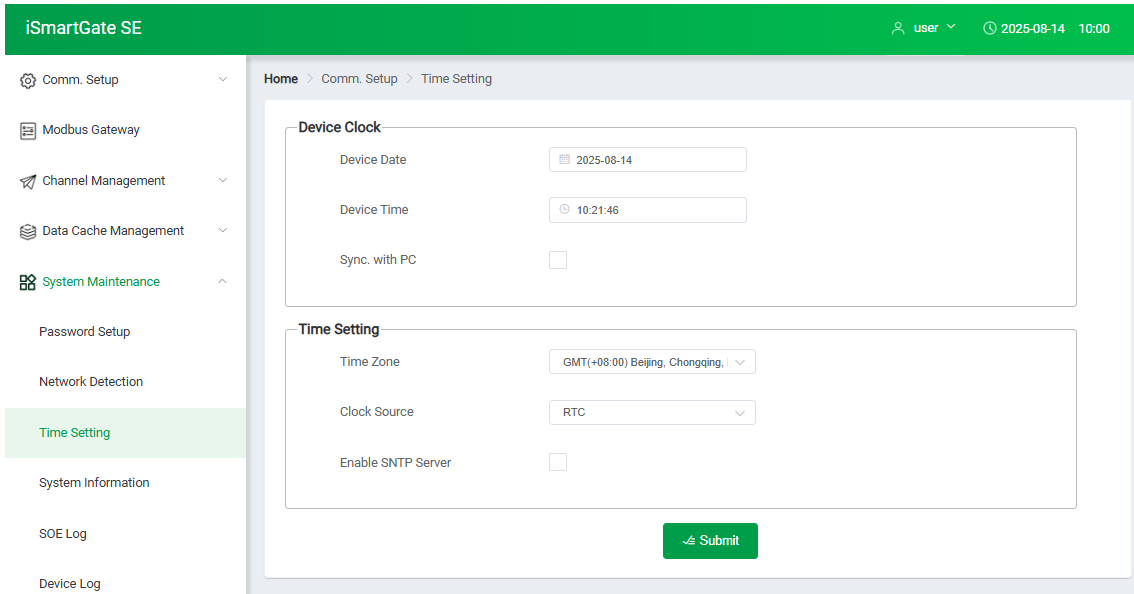 iSmartGate SE
user
2025-08-14 10:00
Comm. Setup
Modbus Gateway
Channel Management
Data Cache Management
System Maintenance
Password Setup
Network Detection
Time Setting
System Information
SOE Log
Device Log
Home > Comm. Setup > Time Setting
Device Clock
Device Date
2025-08-14
Device Time
10:21:46
Sync. with PC
Time Setting
Time Zone
GMT(+08:00) Beijing, Chongqing,
Clock Source
RTC
Enable SNTP Server
Submit